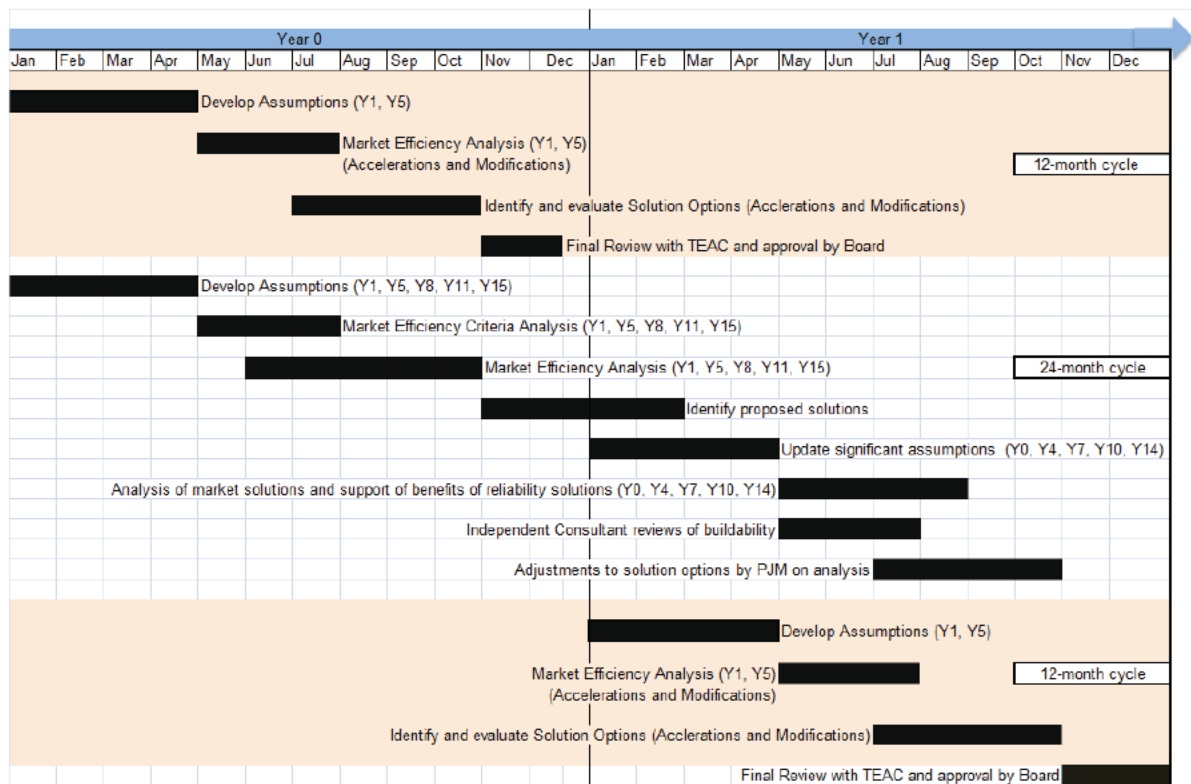 Year 0
Year 1
Jan Feb Mar Apr May Jun Jul Aug Sep Oct Nov Dec Jan Feb Mar Apr May Jun Jul Aug Sep Oct Nov Dec
Develop Assumptions (Y1, Y5)
Market Efficiency Analysis (Y1, Y5)
(Accelerations and Modifications)
12-month cycle
Identify and evaluate Solution Options (Acclerations and Modifications)
Final Review with TEAC and approval by Board
Develop Assumptions (Y1, Y5, Y8, Y11, Y15)
Market Efficiency Criteria Analysis (Y1, Y5, Y8, Y11, Y15)
Market Efficiency Analysis (Y1, Y5, Y8, Y11, Y15)
24-month cycle
Identify proposed solutions
Update significant assumptions (Y0, Y4, Y7, Y10, Y14)
Analysis of market solutions and support of benefits of reliability solutions (Y0, Y4, Y7, Y10, Y14)
Independent Consultant reviews of buildability
Adjustments to solution options by PJM on analysis
Develop Assumptions (Y1, Y5)
Market Efficiency Analysis (Y1, Y5)
(Accelerations and Modifications)
12-month cycle
Identify and evaluate Solution Options (Acclerations and Modifications)
Final Review with TEAC and approval by Board